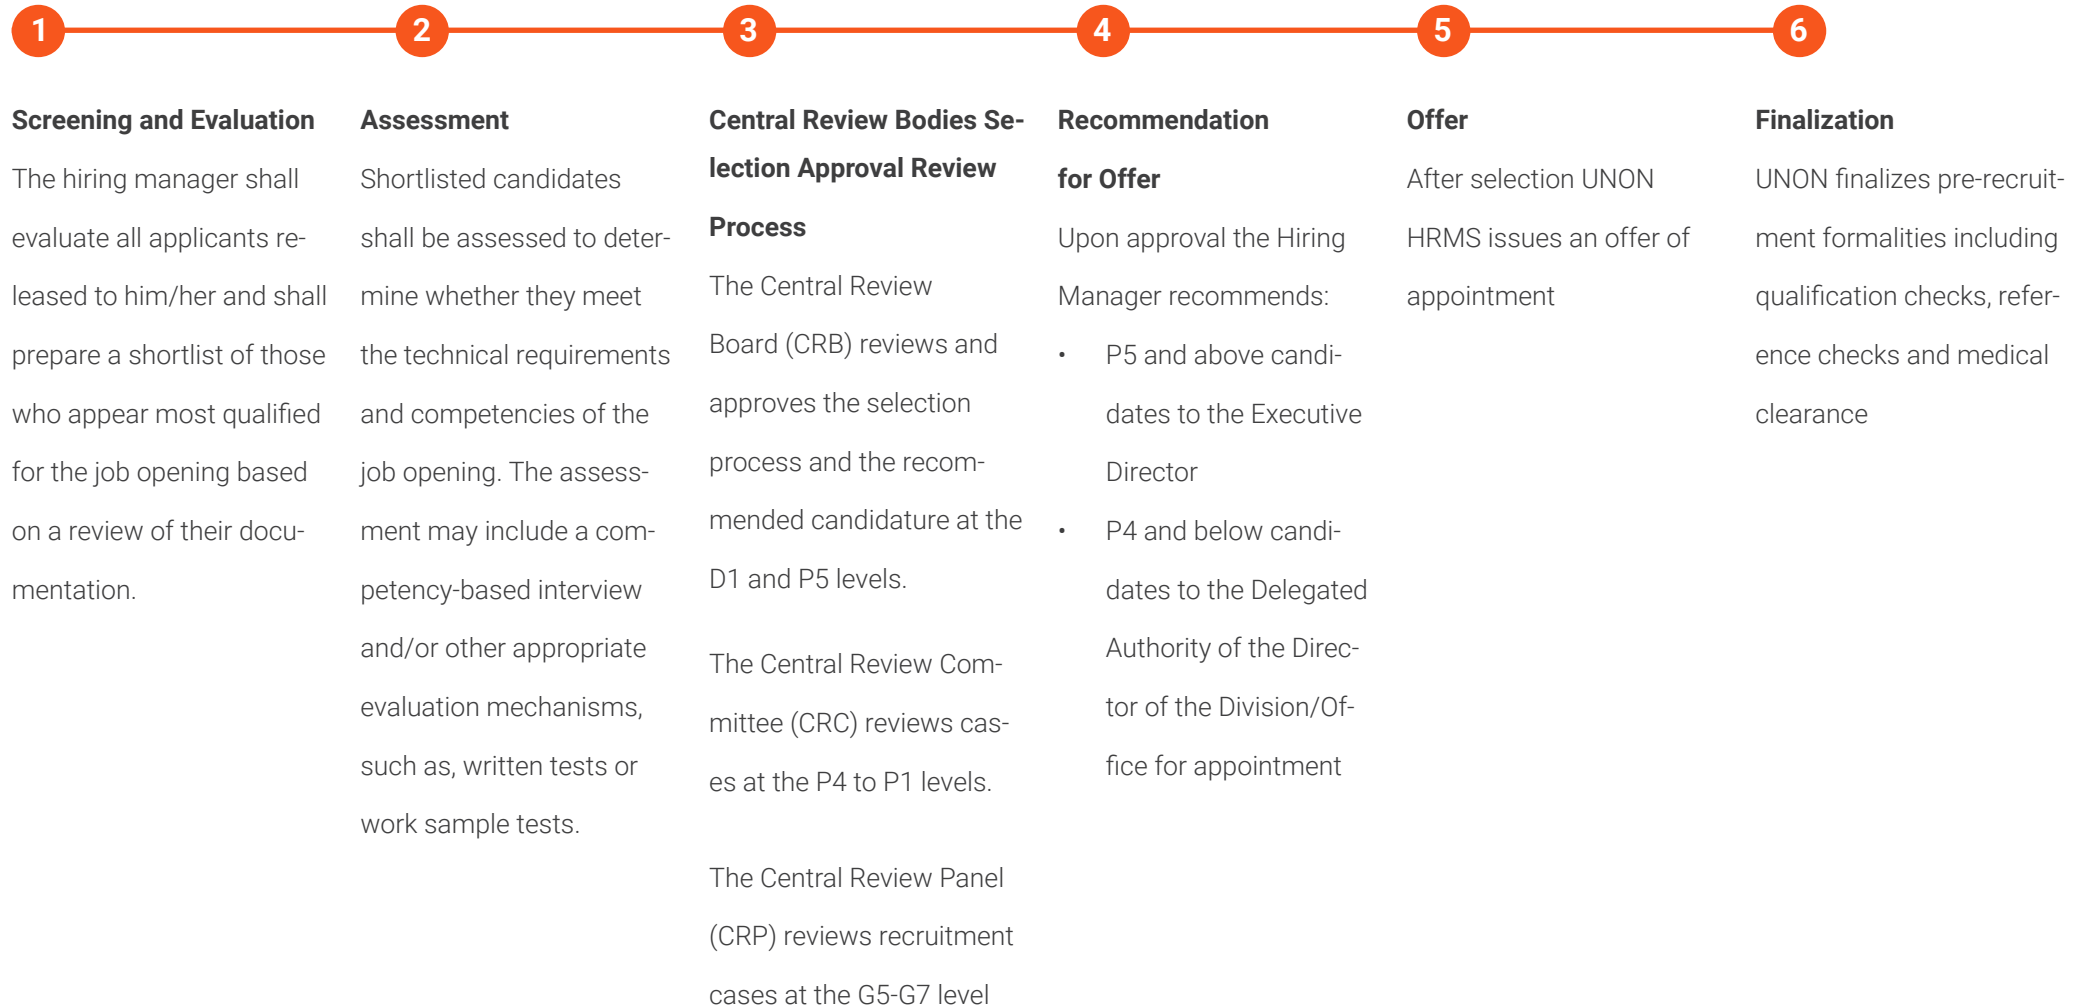 1
2
3
4
5
6
Screening and Evaluation
The hiring manager shall
evaluate all applicants re-
leased to him/her and shall
prepare a shortlist of those
who appear most qualified
for the job opening based
on a review of their docu-
mentation.
Assessment
Shortlisted candidates
shall be assessed to deter-
mine whether they meet
the technical requirements
and competencies of the
job opening. The assess-
ment may include a com-
petency-based interview
and/or other appropriate
evaluation mechanisms,
such as, written tests or
work sample tests.
Central Review Bodies Se-
lection Approval Review
Process
The Central Review
Board (CRB) reviews and
approves the selection
process and the recom-
mended candidature at the
D1 and P5 levels.
The Central Review Com-
mittee (CRC) reviews cas-
es at the P4 to P1 levels.
The Central Review Panel
(CRP) reviews recruitment
cases at the G5-G7 level
Recommendation
for Offer
Upon approval the Hiring
Manager recommends:
• P5 and above candi-
dates to the Executive
Director
• P4 and below candi-
dates to the Delegated
Authority of the Direc-
tor of the Division/Of-
fice for appointment
Offer
After selection UNON
HRMS issues an offer of
appointment
Finalization
UNON finalizes pre-recruit-
ment formalities including
qualification checks, refer-
ence checks and medical
clearance